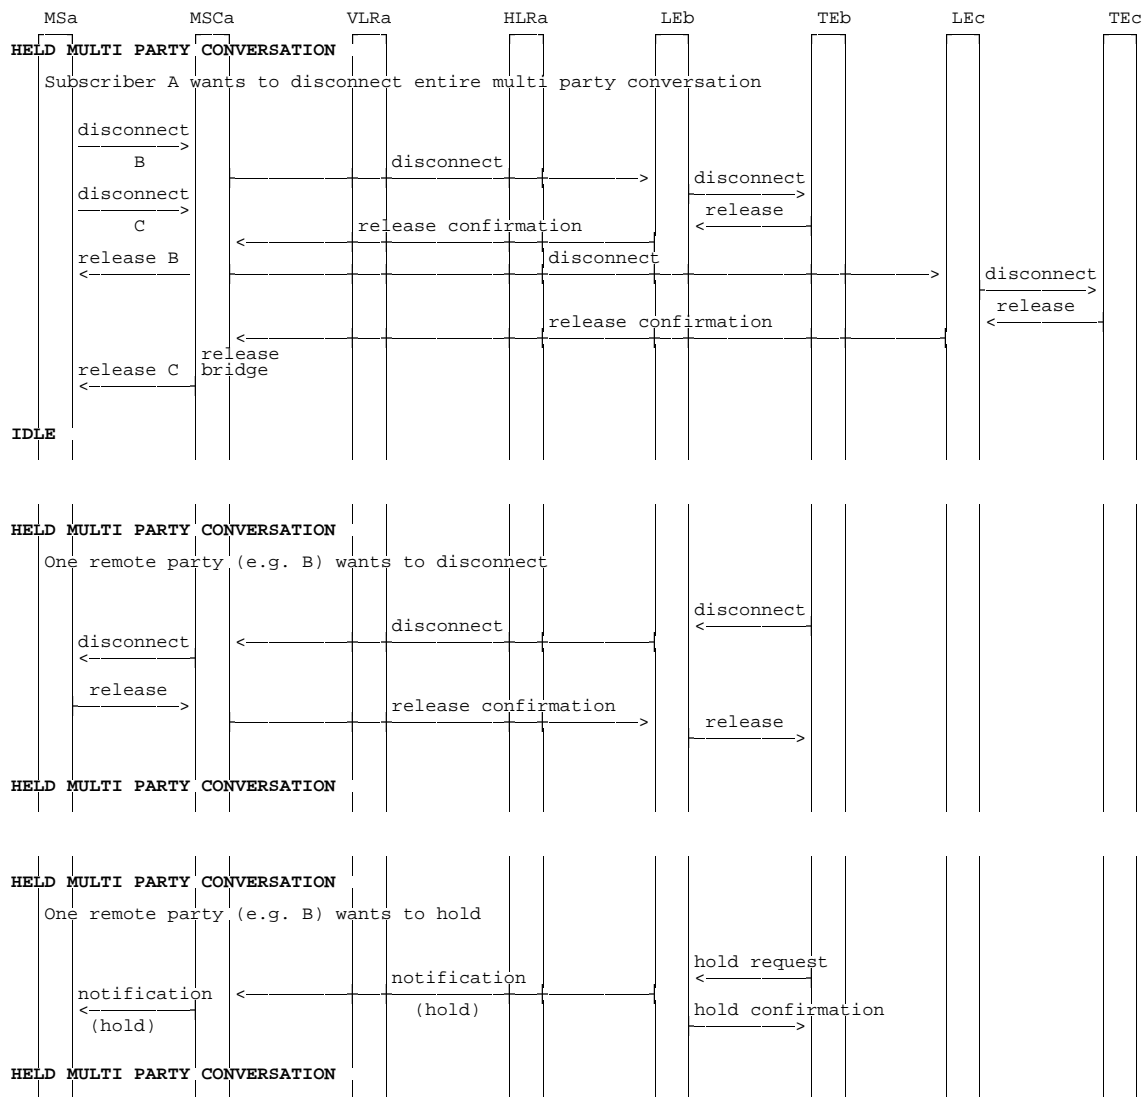 MSa MSCa VLRa HLRa LEb TEb LEc TEc
HELD MULTI PARTY CONVERSATION
Subscriber A wants to disconnect entire multi party conversation
disconnect
B
disconnect
disconnect
disconnect
C
release
release confirmation
release B
disconnect
disconnect
release
release confirmation
release
bridge
release C
IDLE
HELD MULTI PARTY CONVERSATION
One remote party (e.g. B) wants to disconnect
disconnect
disconnect
disconnect
release
release confirmation
release
HELD MULTI PARTY CONVERSATION
HELD MULTI PARTY CONVERSATION
One remote party (e.g. B) wants to hold
hold request
notification
(hold)
notification
(hold)
hold confirmation
HELD MULTI PARTY CONVERSATION